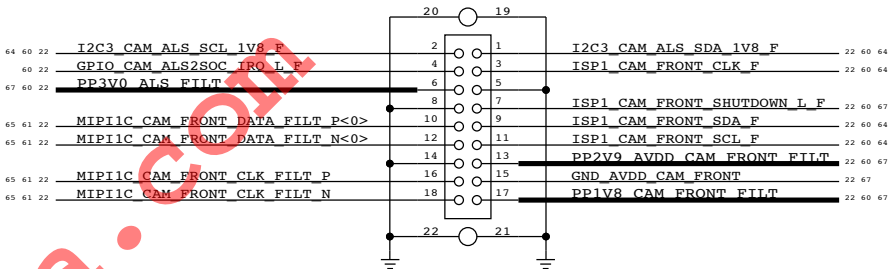 20 19
64 60 22 I2C3_CAM_ALS_SCL_1V8_F 2 1 I2C3_CAM_ALS_SDA_1V8_F 22 60 64
60 22 GPIO_CAM_ALS2SOC_IRQ_L_F 4 3 ISP1_CAM_FRONT_CLK_F 22 60 64
67 60 22 PP3V0_ALS_FILT 6 5
8 7 ISP1_CAM_FRONT_SHUTDOWN_L_F 22 60 67
65 61 22 MIPI1C_CAM_FRONT_DATA_FILT_P<0> 10 9 ISP1_CAM_FRONT_SDA_F 22 60 64
65 61 22 MIPI1C_CAM_FRONT_DATA_FILT_N<0> 12 11 ISP1_CAM_FRONT_SCL_F 22 60 64
14 13 PP2V9_AVDD_CAM_FRONT_FILT 22 60 67
65 61 22 MIPI1C_CAM_FRONT_CLK_FILT_P 16 15 GND_AVDD_CAM_FRONT 22 67
65 61 22 MIPI1C_CAM_FRONT_CLK_FILT_N 18 17 PP1V8_CAM_FRONT_FILT 22 60 67
22 21
a.com